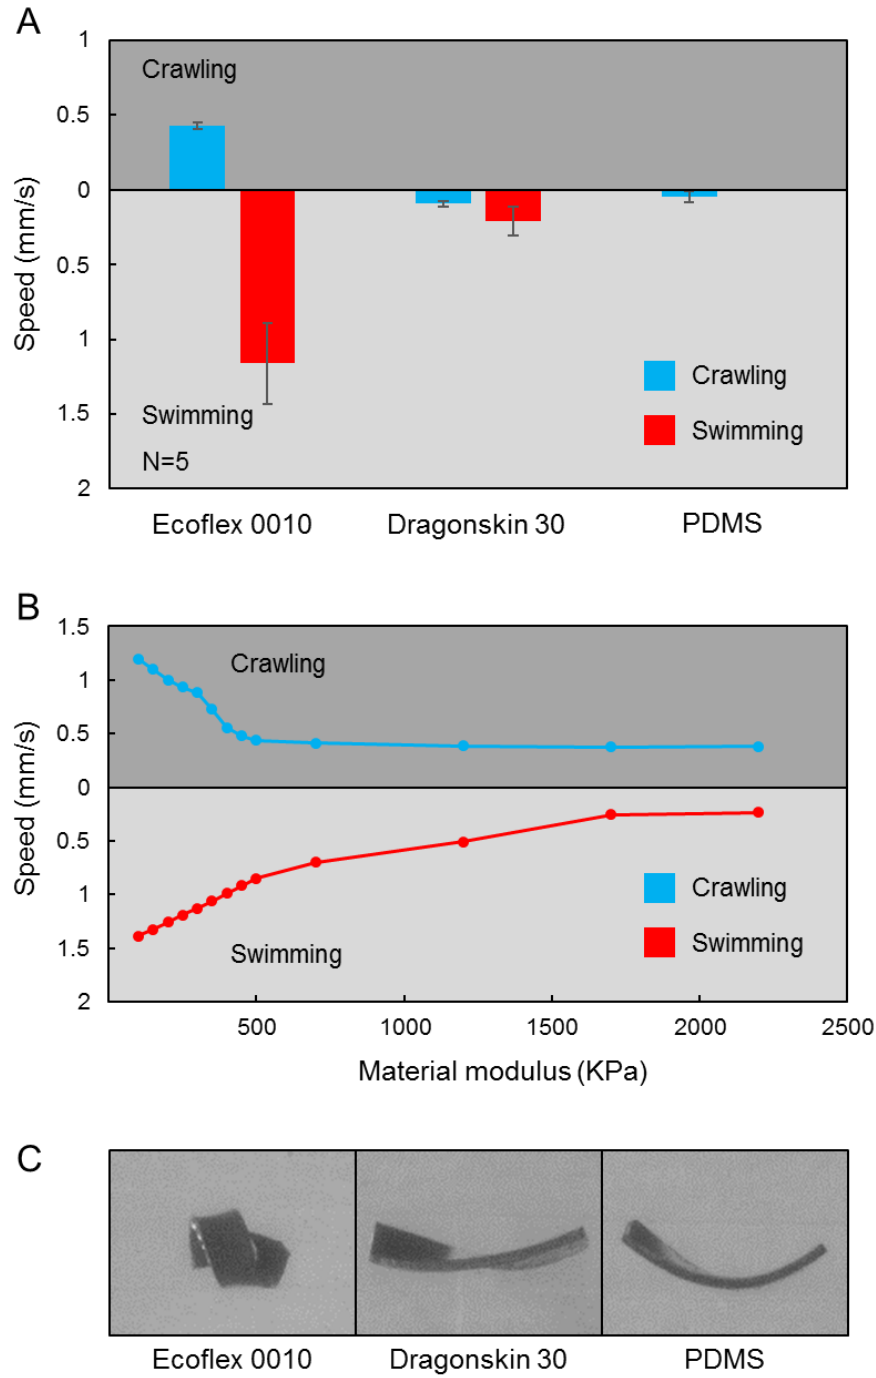 A
1
Crawling
0.5
0
0.5
1
1.5
2
Speed (mm/s)
Crawling
Swimming
Swimming
N=5
Ecoflex 0010 Dragonskin 30 PDMS
B
1.5
Crawling
1
0.5
0
0.5
1
1.5
2
Speed (mm/s)
Crawling
Swimming
Swimming
500 1000 1500 2000 2500
Material modulus (KPa)
C
Ecoflex 0010 Dragonskin 30 PDMS